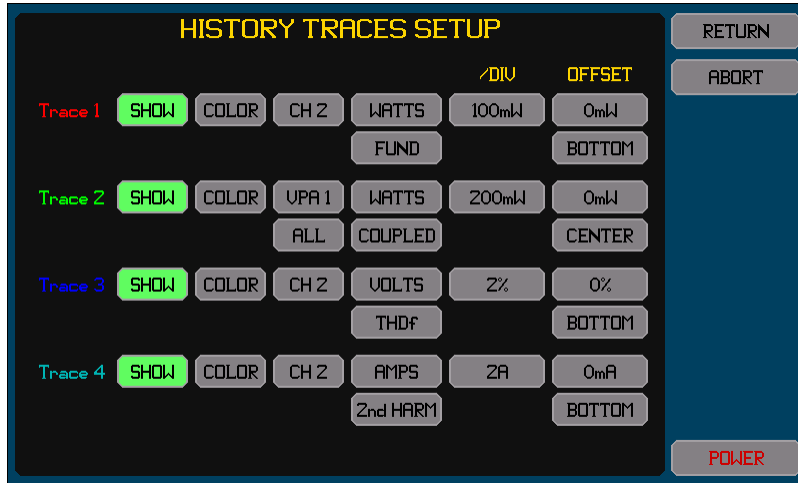 HISTORY TRACES SETUP
RETURN
/DIV OFFSET
ABORT
Trace 1 SHOW COLOR CH 2 WATTS 100mW 0mW
FUND BOTTOM
Trace 2 SHOW COLOR VPA 1 WATTS 200mW 0mW
ALL COUPLED CENTER
Trace 3 SHOW COLOR CH 2 VOLTS 2% 0%
THDf BOTTOM
Trace 4 SHOW COLOR CH 2 AMPS 2A 0mA
2nd HARM BOTTOM
POWER